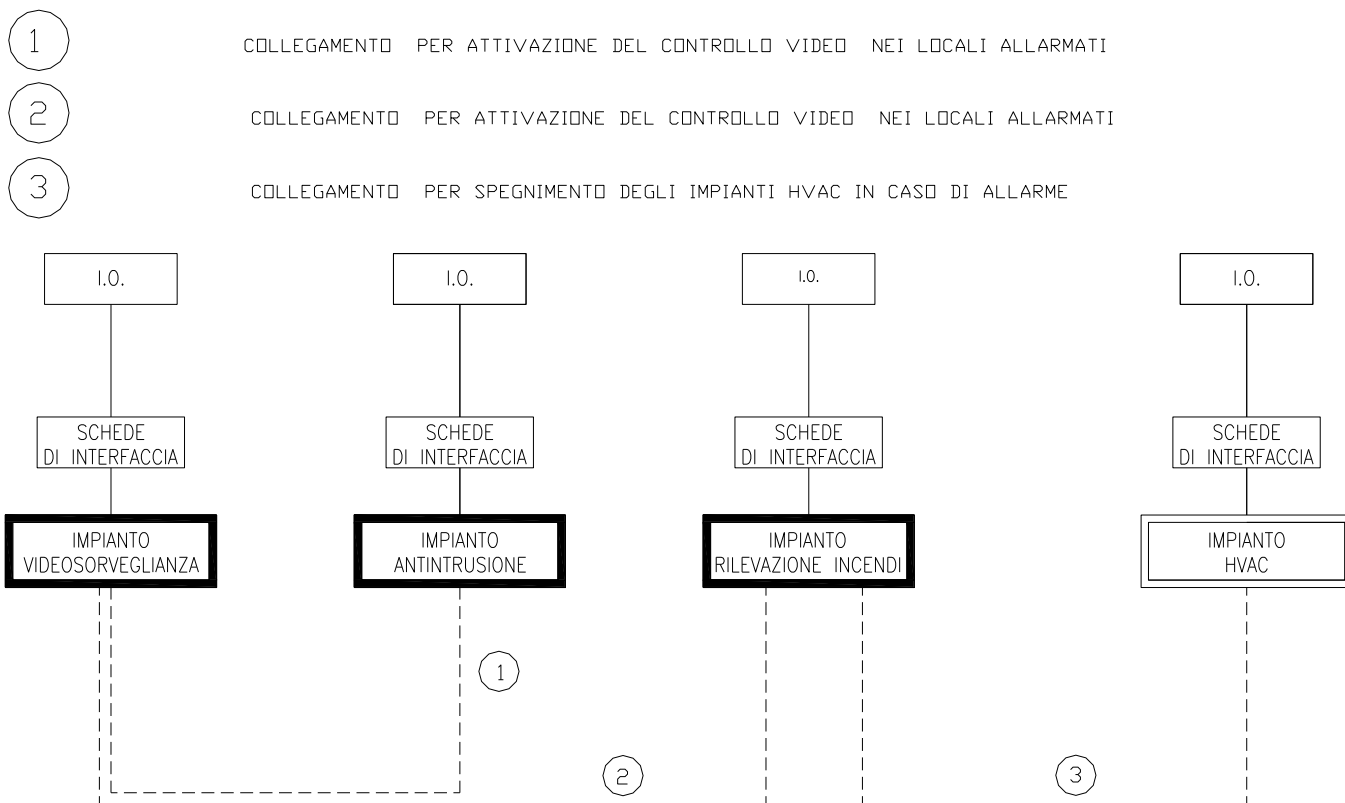 1
COLLEGAMENTO PER ATTIVAZIONE DEL CONTROLLO VIDEO NEI LOCALI ALLARMATI
2
COLLEGAMENTO PER ATTIVAZIONE DEL CONTROLLO VIDEO NEI LOCALI ALLARMATI
3
COLLEGAMENTO PER SPEGNIMENTO DEGLI IMPIANTI HVAC IN CASO DI ALLARME
I.O.
I.O.
I.O.
I.O.
SCHEDE
DI INTERFACCIA
SCHEDE
DI INTERFACCIA
SCHEDE
DI INTERFACCIA
SCHEDE
DI INTERFACCIA
IMPIANTO
VIDEOSORVEGLIANZA
IMPIANTO
ANTINTRUSIONE
IMPIANTO
RILEVAZIONE INCENDI
IMPIANTO
HVAC
1
2
3